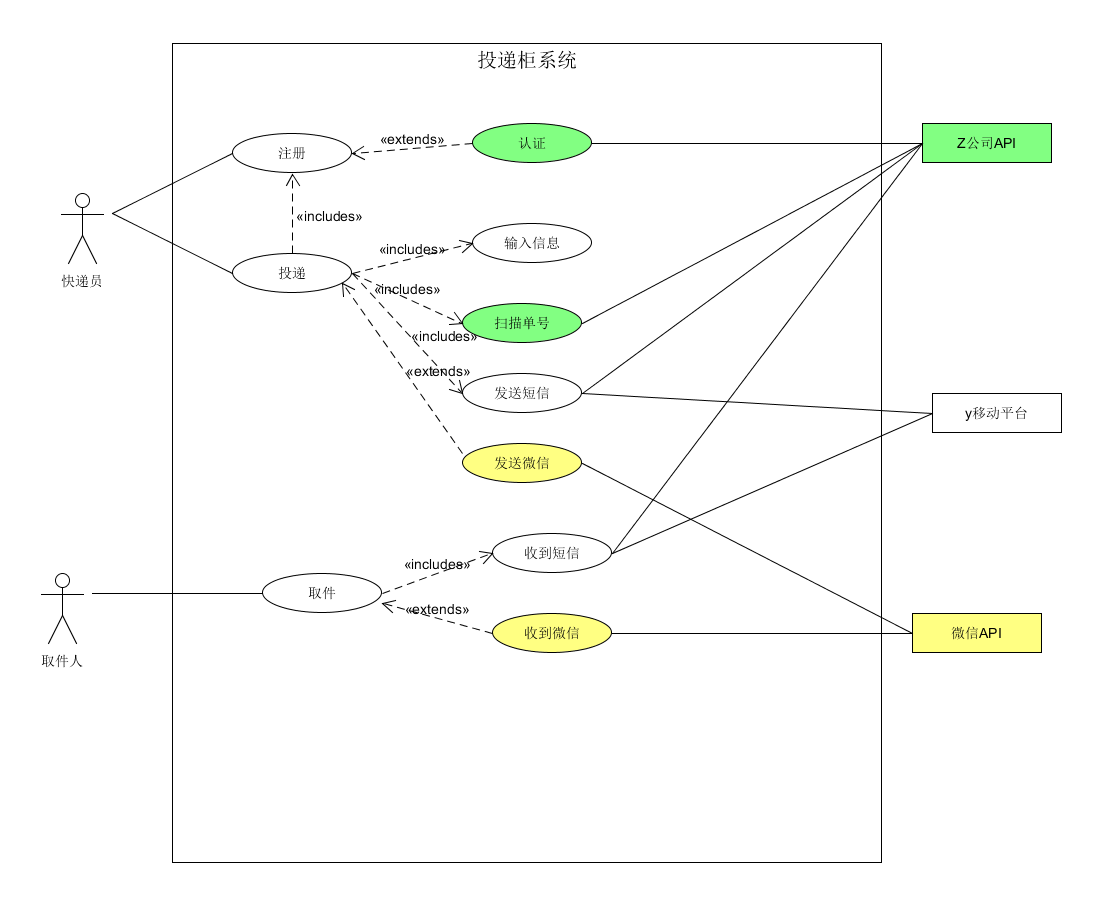 投递柜系统
注册
«extends»
认证
Z公司API
«includes»
快递员
投递
«includes»
输入信息
«includes»
扫描单号
«includes»
发送短信
y移动平台
«extends»
发送微信
取件人
取件
«includes»
收到短信
«extends»
收到微信
微信API